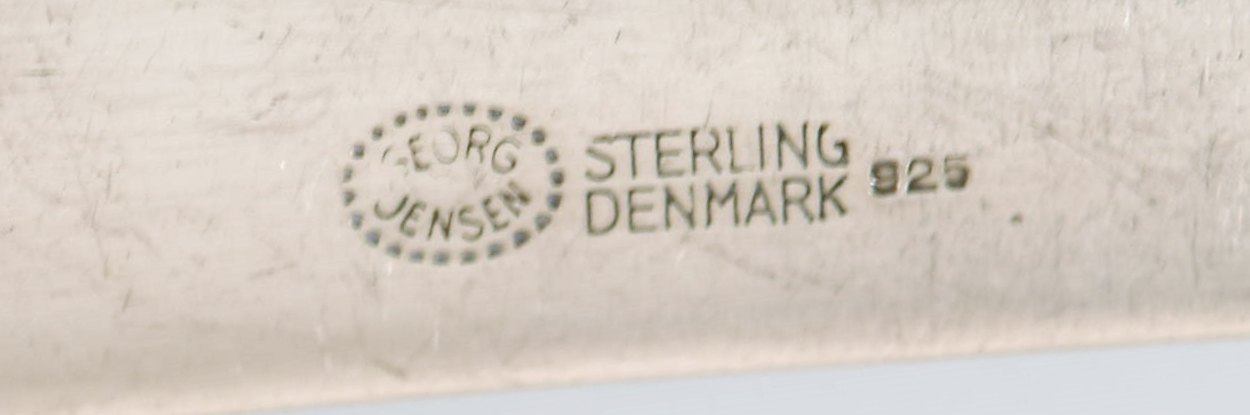 GEORG
JENSEN
STERLING
DENMARK
925